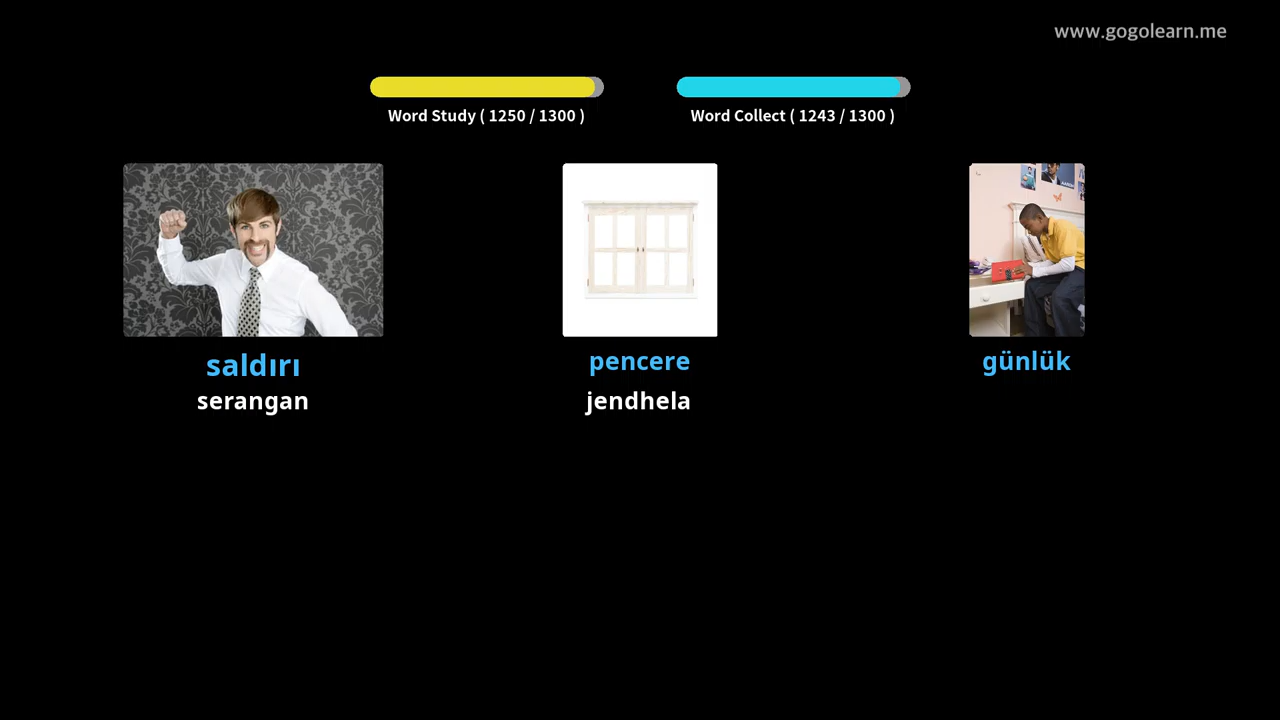 www.gogolearn.me
Word Study ( 1250 / 1300 )
Word Collect ( 1243 / 1300 )
saldırı
pencere
günlük
serangan
jendhela